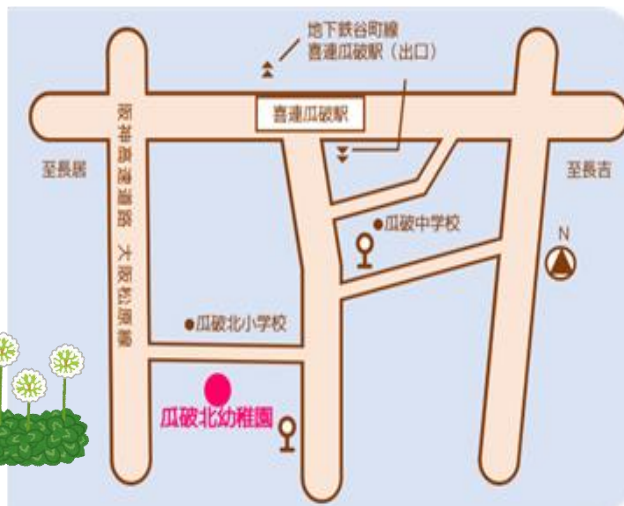 地下鉄谷町線
喜連瓜破駅（出口）
喜連瓜破駅
至長居
至長吉
阪神高速道路 大阪松原線
●瓜破中学校
N
●瓜破北小学校
瓜破北幼稚園